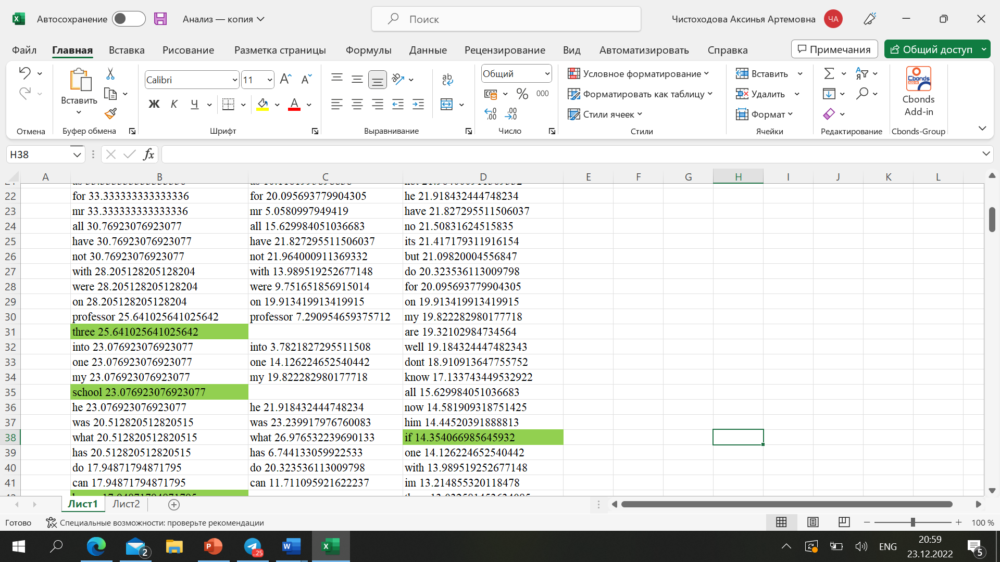 Автосохранение
Анализ — копия
Поиск
Чистоходова Аксинья Артемовна ЧА
Файл Главная Вставка Рисование Разметка страницы Формулы Данные Рецензирование Вид Автоматизировать Справка Примечания Общий доступ
Вставить
Calibri 11
Ж К Ч
Общий
000
Условное форматирование
Форматировать как таблицу
Стили ячеек
Вставить
Удалить
Формат
Cbonds
Add-in
Отмена Буфер обмена Шрифт Выравнивание Число Стили Ячейки Редактирование Cbonds-Group
H38 fx
A B C D E F G H I J K L
22 for 33.333333333333336 for 20.095693779904305 he 21.918432444748234
23 mr 33.333333333333336 mr 5.0580997949419 have 21.827295511506037
24 all 30.76923076923077 all 15.629984051036683 no 21.50831624515835
25 have 30.76923076923077 have 21.827295511506037 its 21.417179311916154
26 not 30.76923076923077 not 21.964000911369332 but 21.09820004556847
27 with 28.205128205128204 with 13.989519252677148 do 20.323536113009798
28 were 28.205128205128204 were 9.751651856915014 for 20.095693779904305
29 on 28.205128205128204 on 19.913419913419915 on 19.913419913419915
30 professor 25.641025641025642 professor 7.290954659375712 my 19.822282980177718
31 three 25.641025641025642 are 19.32102984734564
32 into 23.076923076923077 into 3.7821827295511508 well 19.184324447482343
33 one 23.076923076923077 one 14.126224652540442 dont 18.910913647755752
34 my 23.076923076923077 my 19.822282980177718 know 17.133743449532922
35 school 23.076923076923077 all 15.629984051036683
36 he 23.076923076923077 he 21.918432444748234 now 14.581909318751425
37 was 20.512820512820515 was 23.239917976760083 him 14.44520391888813
38 what 20.512820512820515 what 26.976532239690133 if 14.354066985645932
39 has 20.512820512820515 has 6.744133059922533 one 14.126224652540442
40 do 17.94871794871795 do 20.323536113009798 with 13.989519252677148
41 can 17.94871794871795 can 11.711095921622237 im 13.214855320118478
Лист1 Лист2
Готово Специальные возможности: проверьте рекомендации 100 %
2 ..25 ENG 20:59
23.12.2022 5